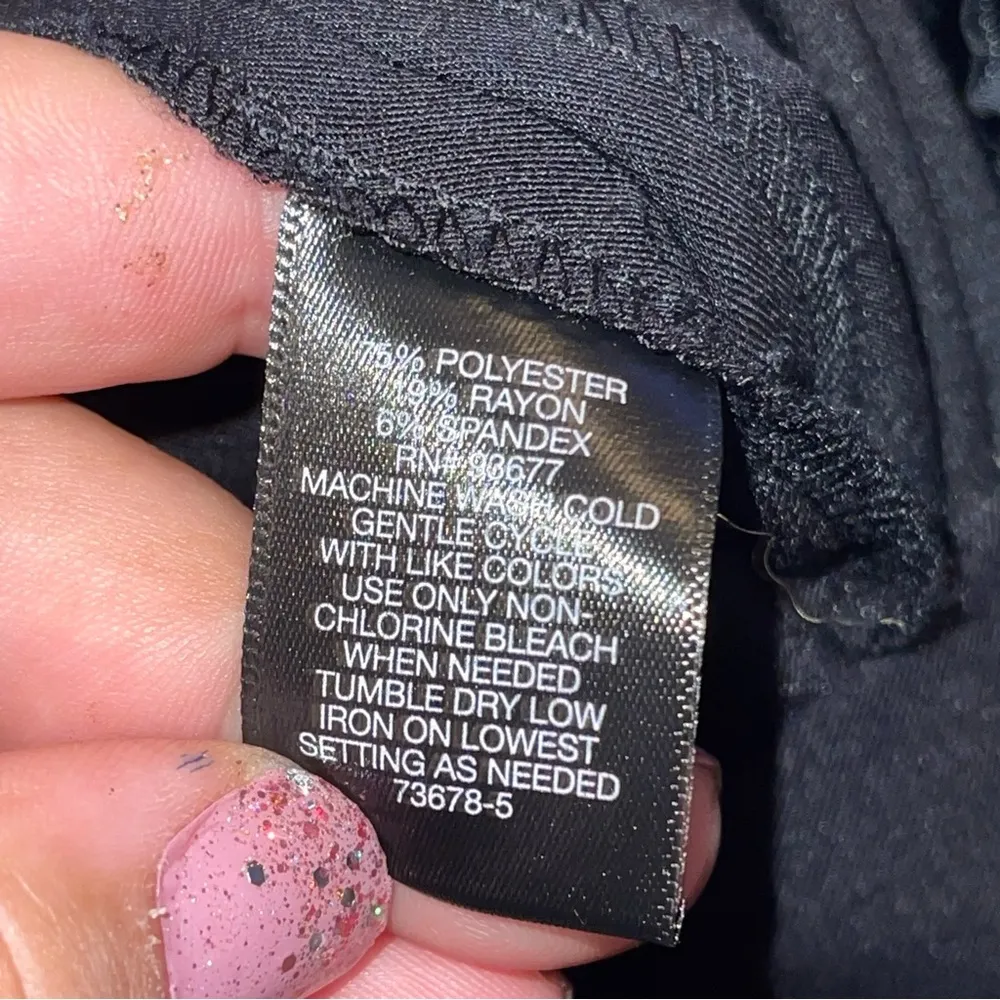 75% POLYESTER
19% RAYON
6% SPANDEX
RN# 93677
MACHINE WASH COLD
GENTLE CYCLE
WITH LIKE COLORS
USE ONLY NON-
CHLORINE BLEACH
WHEN NEEDED
TUMBLE DRY LOW
IRON ON LOWEST
SETTING AS NEEDED
73678-5